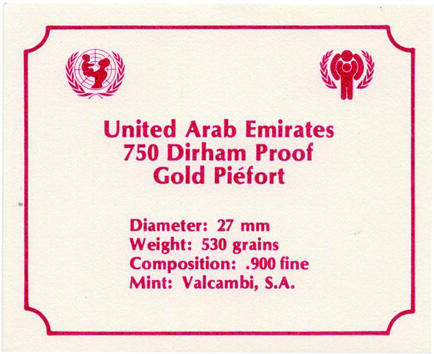 United Arab Emirates
750 Dirham Proof
Gold Piéfort
Diameter: 27 mm
Weight: 530 grains
Composition: .900 fine
Mint: Valcambi, S.A.